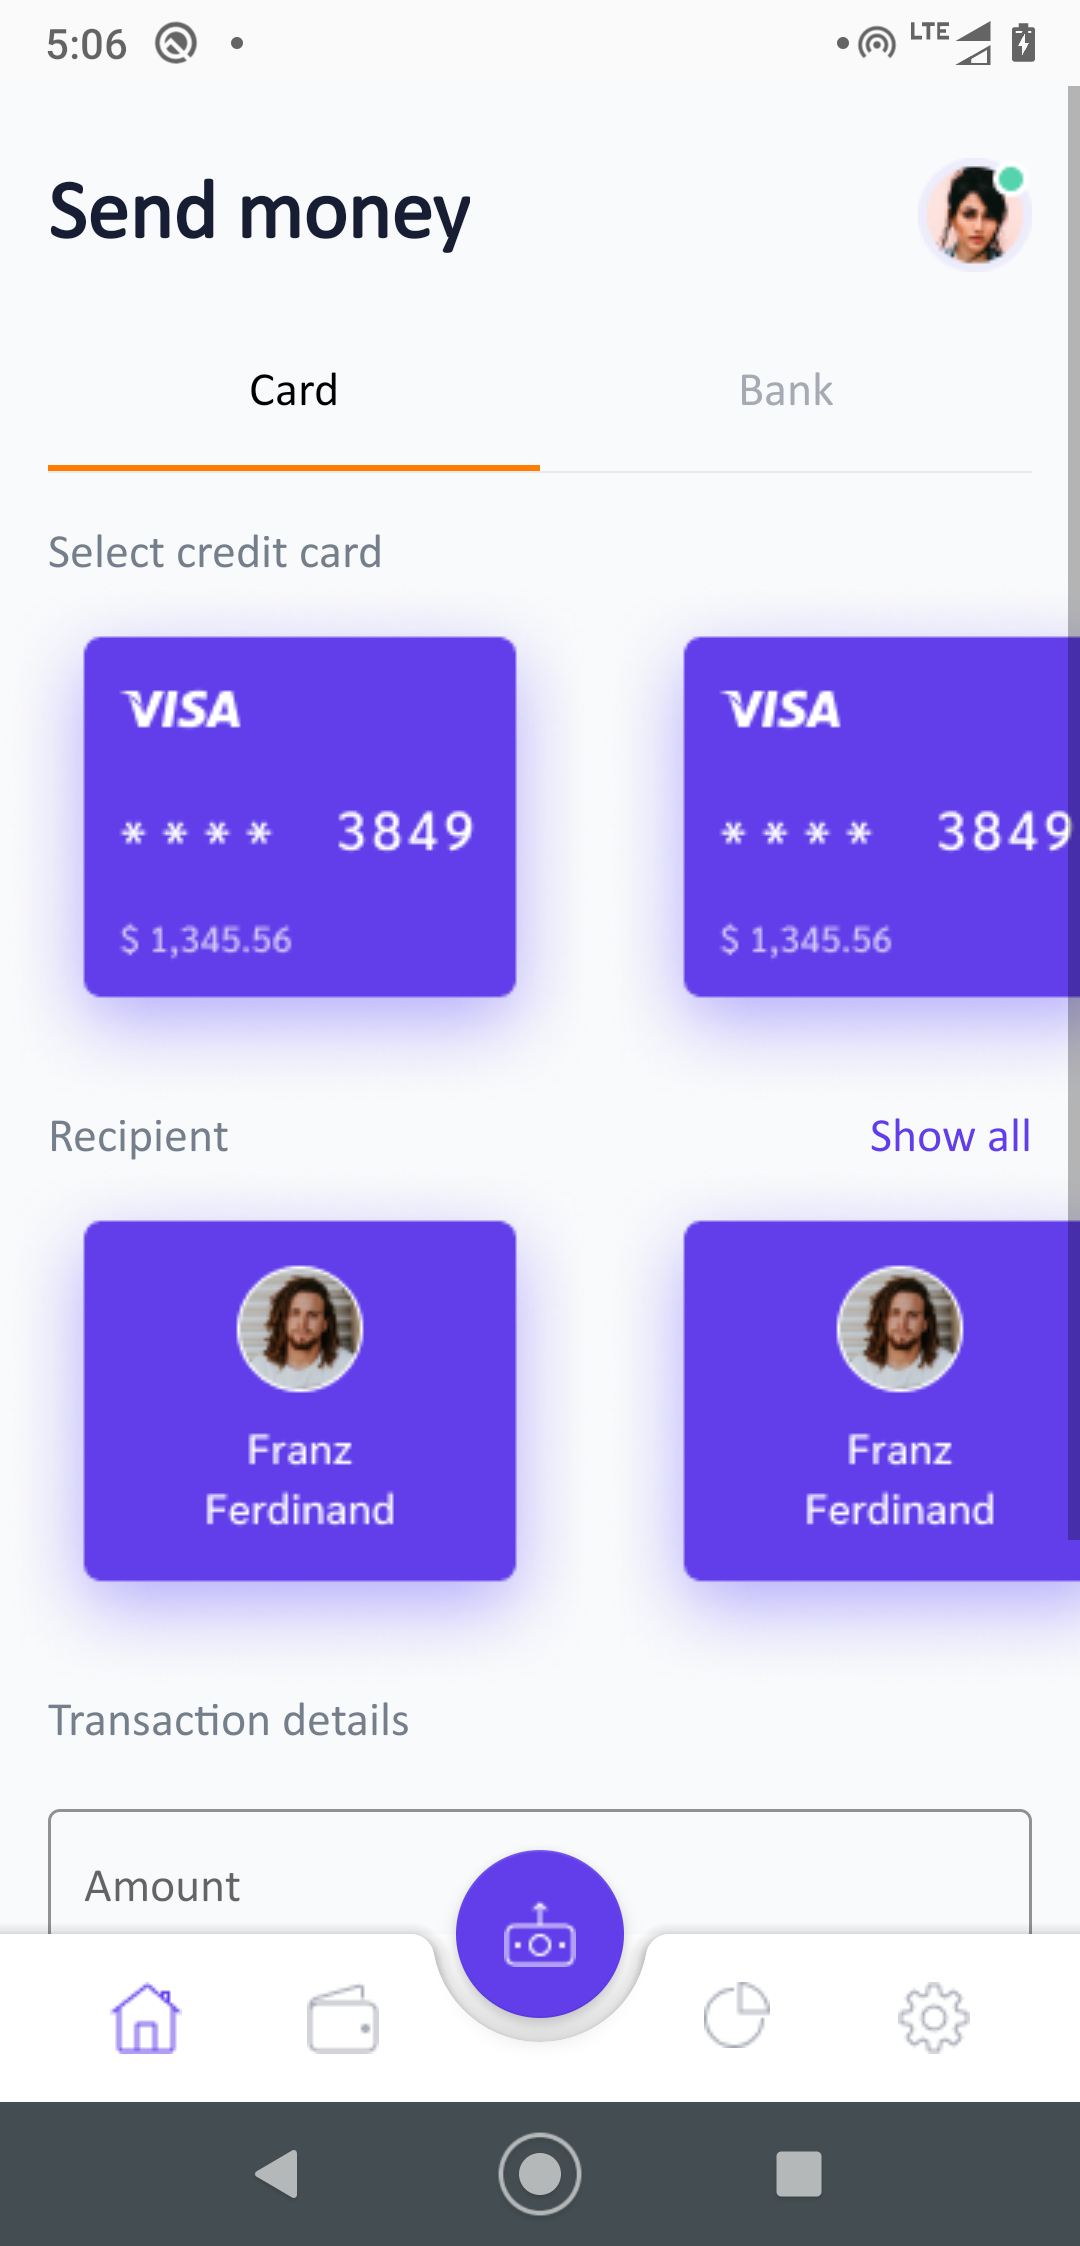 5:06
LTE
Send money
Card
Bank
Select credit card
VISA
VISA
* * * * 3849
* * * * 3849
$ 1,345.56
$ 1,345.56
Recipient
Show all
Franz
Ferdinand
Franz
Ferdinand
Transaction details
Amount